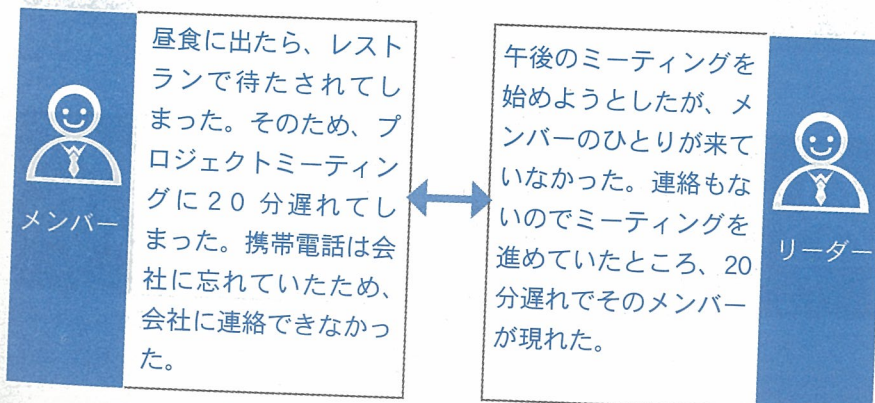 メンバー
昼食に出たら、レスト
ランで待たされてし
まった。そのため、プ
ロジェクトミーティン
グに20分遅れてし
まった。携帯電話は会
社に忘れていたため、
会社に連絡できなかっ
た。
午後のミーティングを
始めようとしたが、メ
ンバーのひとりが来て
いなかった。連絡もな
いのでミーティングを
進めていたところ、20
分遅れでそのメンバー
が現れた。
リーダー